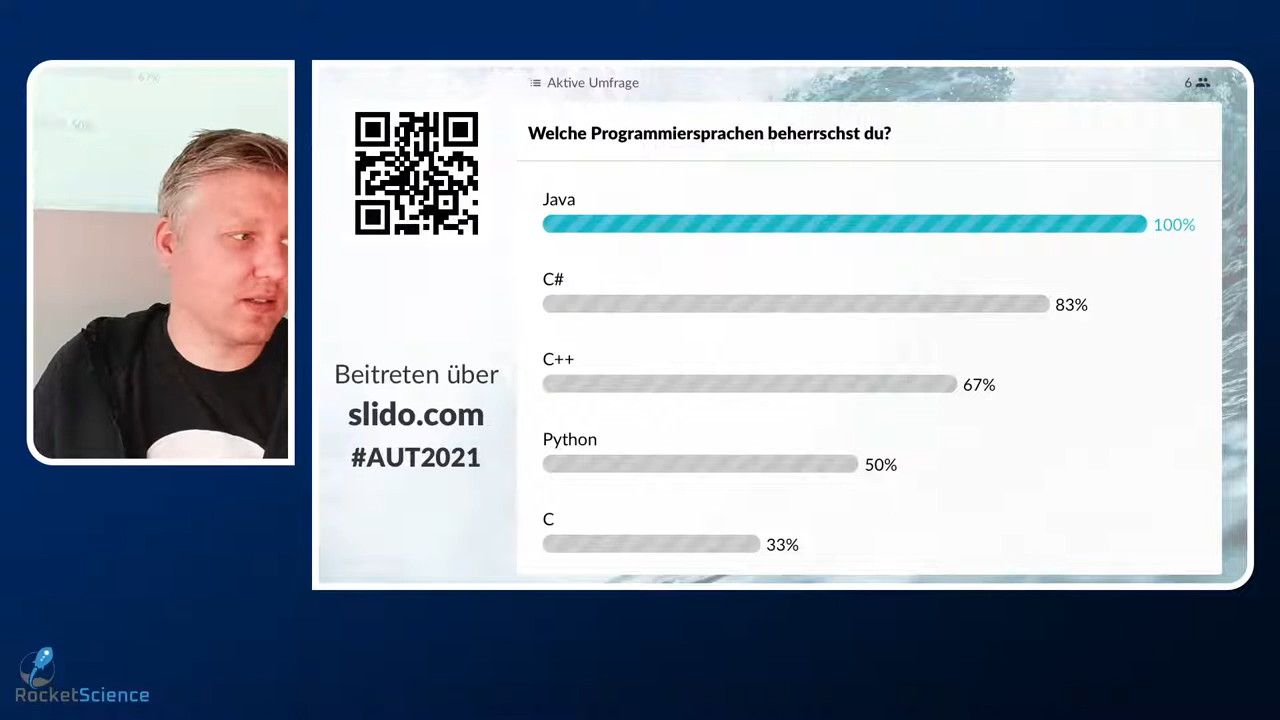 Aktive Umfrage
6
Welche Programmiersprachen beherrschst du?
Java
100%
C#
83%
C++
67%
Python
50%
C
33%
Beitreten über
slido.com
#AUT2021
RocketScience